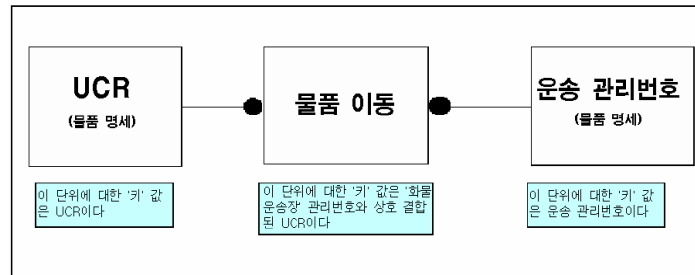 UCR
(물품 명세)
물품 이동
운송 관리번호
(물품 명세)
이 단위에 대한 '키' 값
은 UCR이다
이 단위에 대한 '키' 값은 '화물
운송장' 관리번호와 상호 결합
된 UCR이다
이 단위에 대한 '키' 값
은 운송 관리번호이다